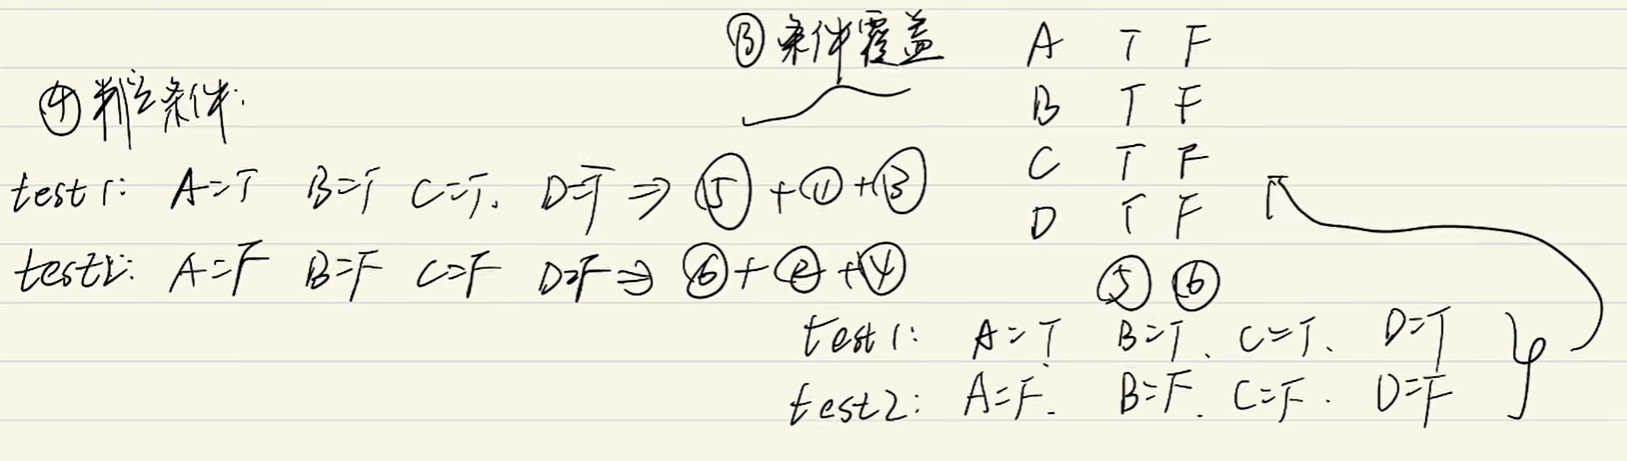 ③条件覆盖 A T F
B T F
④判定条件:
C T F
test1: A=T B=T C=T. D=T ⇒ ⑤+①+③
D T F
test2: A=F B=F C=F D=F ⇒ ⑥+②+④
⑤ ⑥
test1: A=T B=T. C=T. D=T
test2: A=F. B=F. C=F. D=F